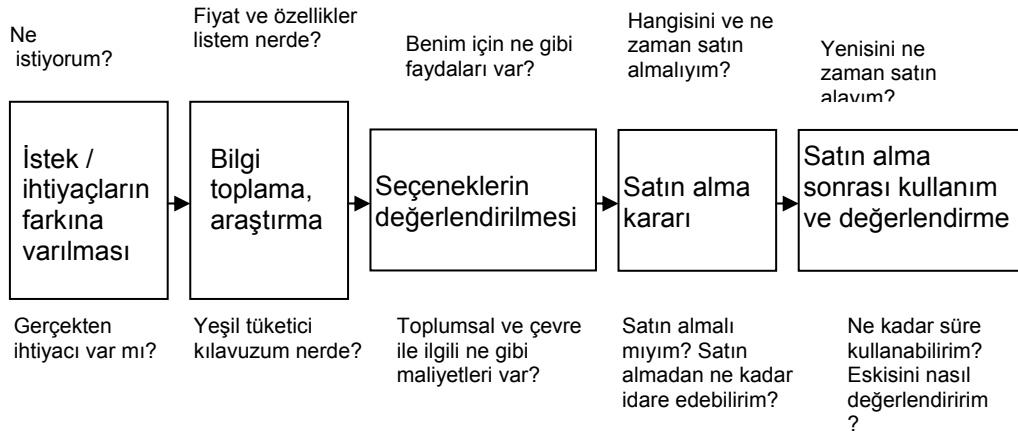 Ne
istiyorum?
Fiyat ve özellikler
listem nerde?
Benim için ne gibi
faydaları var?
Hangisini ve ne
zaman satın
almalıyım?
Yenisini ne
zaman satın
alayım?
İstek /
ihtiyaçların
farkına
varılması
Bilgi
toplama,
araştırma
Seçeneklerin
değerlendirilmesi
Satın alma
kararı
Satın alma
sonrası kullanım
ve değerlendirme
Gerçekten
ihtiyacı var mı?
Yeşil tüketici
kılavuzum nerde?
Toplumsal ve çevre
ile ilgili ne gibi
maliyetleri var?
Satın almalı
mıyım? Satın
almadan ne kadar
idare edebilirim?
Ne kadar süre
kullanabilirim?
Eskisini nasıl
değerlendiririm
?